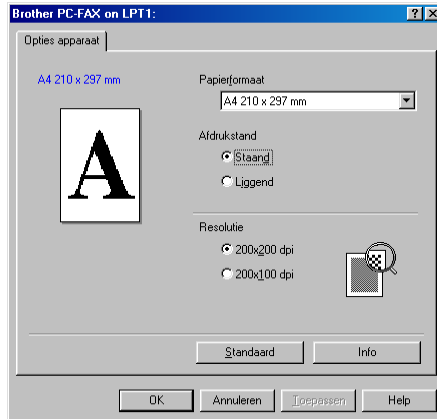 Brother PC-FAX on LPT1:
Opties apparaat
A4 210 x 297 mm
Papierformaat
A4 210 x 297 mm
A
Afdrukstand
Staand
Liggend
Resolutie
200x200 dpi
200x100 dpi
Standaard
Info
OK
Annuleren
Toepassen
Help